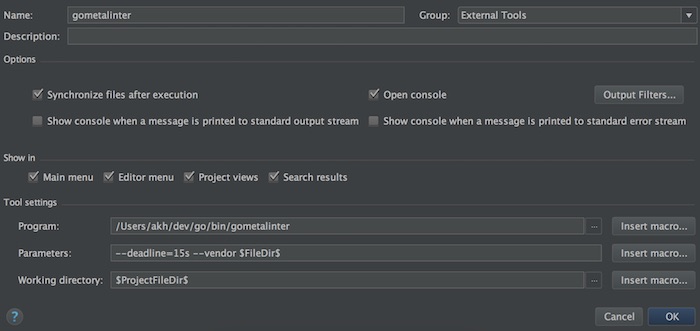 Name: gometalinter Group: External Tools
Description:
Options
Synchronize files after execution Open console Output Filters...
Show console when a message is printed to standard output stream Show console when a message is printed to standard error stream
Show in
Main menu Editor menu Project views Search results
Tool settings
Program: /Users/akh/dev/go/bin/gometalinter ... Insert macro...
Parameters: --deadline=15s --vendor $FileDir$ Insert macro...
Working directory: $ProjectFileDir$ ... Insert macro...
? Cancel OK